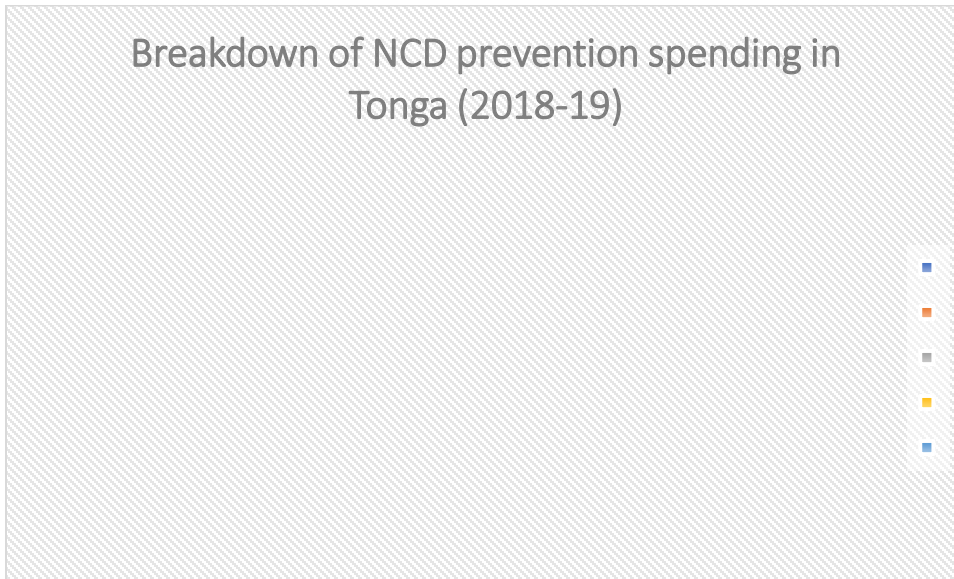 Breakdown of NCD prevention spending in
Tonga (2018-19)